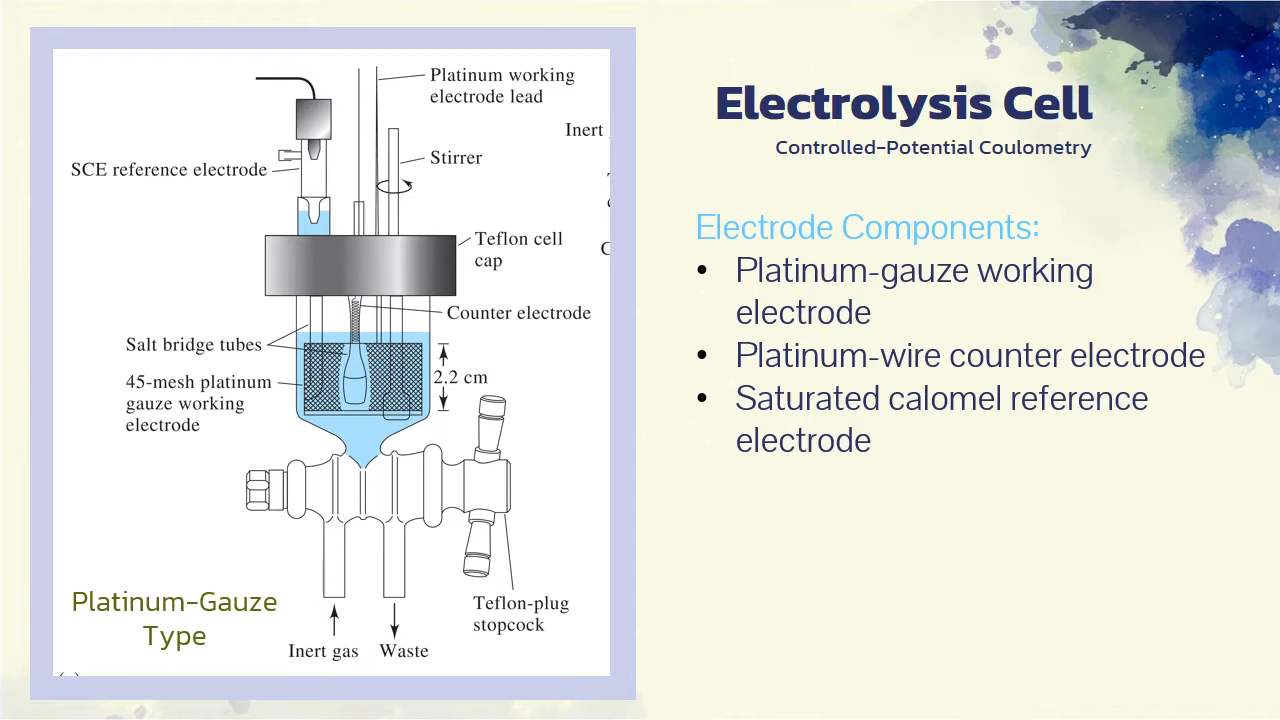 Electrolysis Cell
Controlled-Potential Coulometry
Platinum working
electrode lead
Inert
Stirrer
SCE reference electrode
Teflon cell
cap
Counter electrode
Salt bridge tubes
45-mesh platinum
gauze working
electrode
2.2 cm
Platinum-Gauze
Type
Teflon-plug
stopcock
Inert gas
Waste
Electrode Components:
• Platinum-gauze working
electrode
• Platinum-wire counter electrode
• Saturated calomel reference
electrode